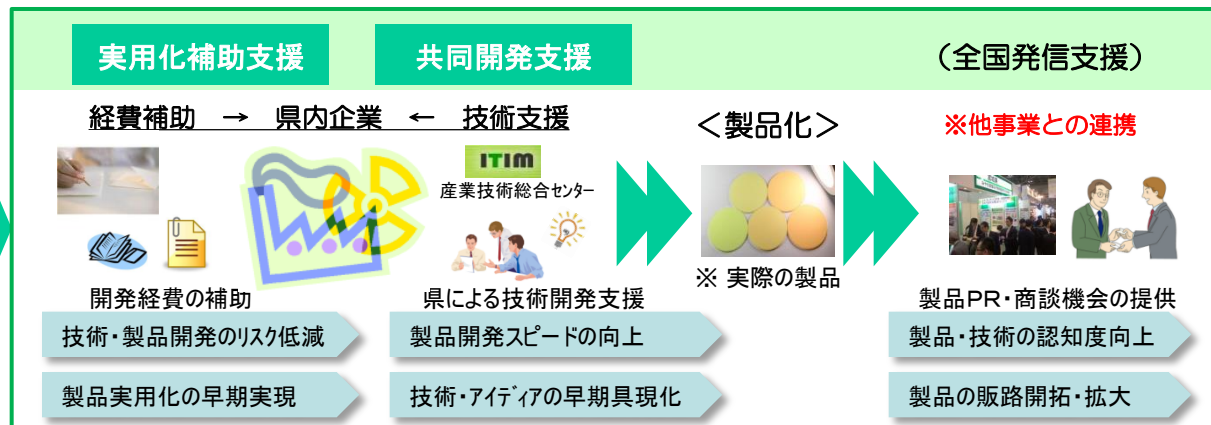 実用化補助支援
共同開発支援
（全国発信支援）
経費補助　→　県内企業　←　技術支援
＜製品化＞
※他事業との連携
ITIM
産業技術総合センター
※ 実際の製品
開発経費の補助
県による技術開発支援
製品PR・商談機会の提供
技術・製品開発のリスク低減
製品開発スピードの向上
製品・技術の認知度向上
製品実用化の早期実現
技術・アイディアの早期具現化
製品の販路開拓・拡大